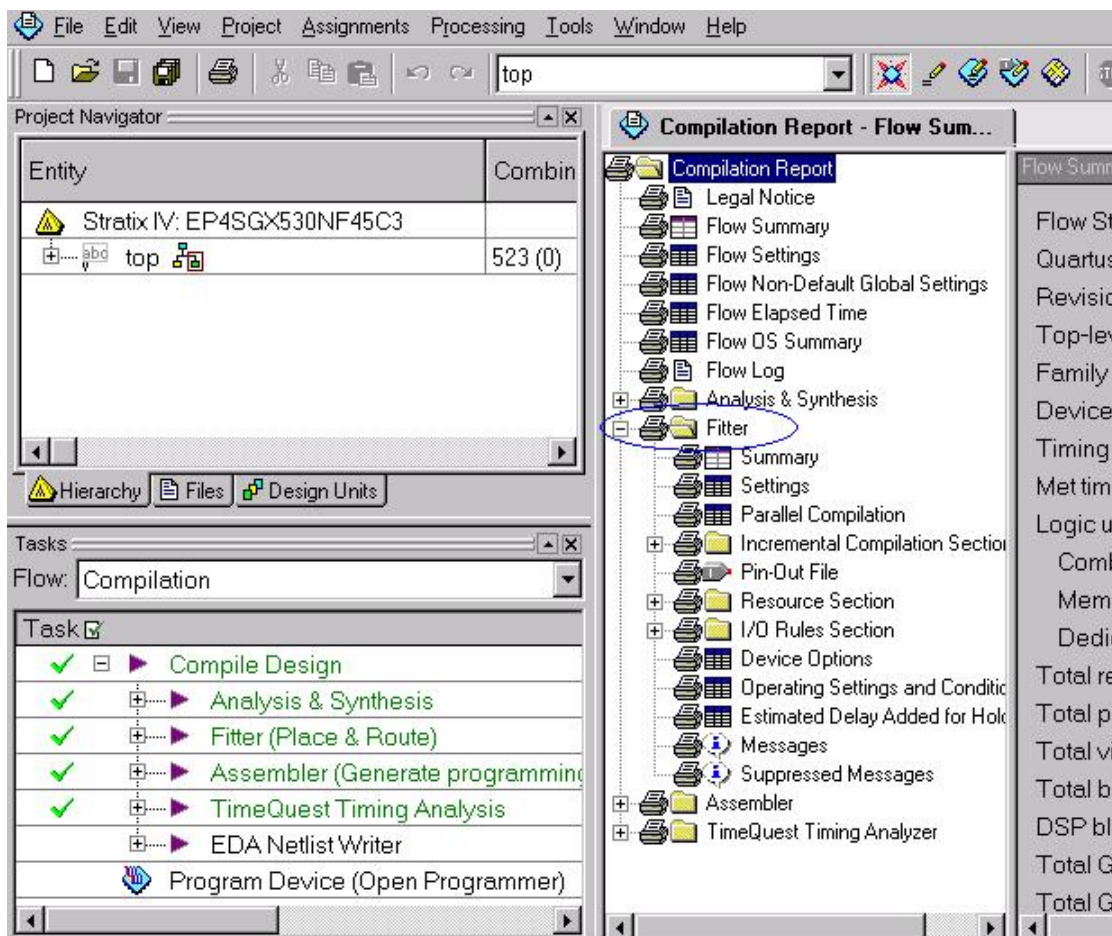 File Edit View Project Assignments Processing Tools Window Help
top
Project Navigator
Entity Combin
Stratix IV: EP4SGX530NF45C3
abd top 523 (0)
Hierarchy Files Design Units
Tasks
Flow: Compilation
Task
Compile Design
Analysis & Synthesis
Fitter (Place & Route)
Assembler (Generate programming
TimeQuest Timing Analysis
EDA Netlist Writer
Program Device (Open Programmer)
Compilation Report - Flow Sum...
Compilation Report
Legal Notice
Flow Summary
Flow Settings
Flow Non-Default Global Settings
Flow Elapsed Time
Flow OS Summary
Flow Log
Analysis & Synthesis
Fitter
Summary
Settings
Parallel Compilation
Incremental Compilation Section
Pin-Out File
Resource Section
I/O Rules Section
Device Options
Operating Settings and Conditic
Estimated Delay Added for Hold
Messages
Suppressed Messages
Assembler
TimeQuest Timing Analyzer
Flow Summ
Flow St
Quartus
Revisio
Top-lev
Family
Device
Timing
Met tim
Logic u
Comb
Mem
Dedic
Total re
Total p
Total vi
Total b
DSP bl
Total G
Total G